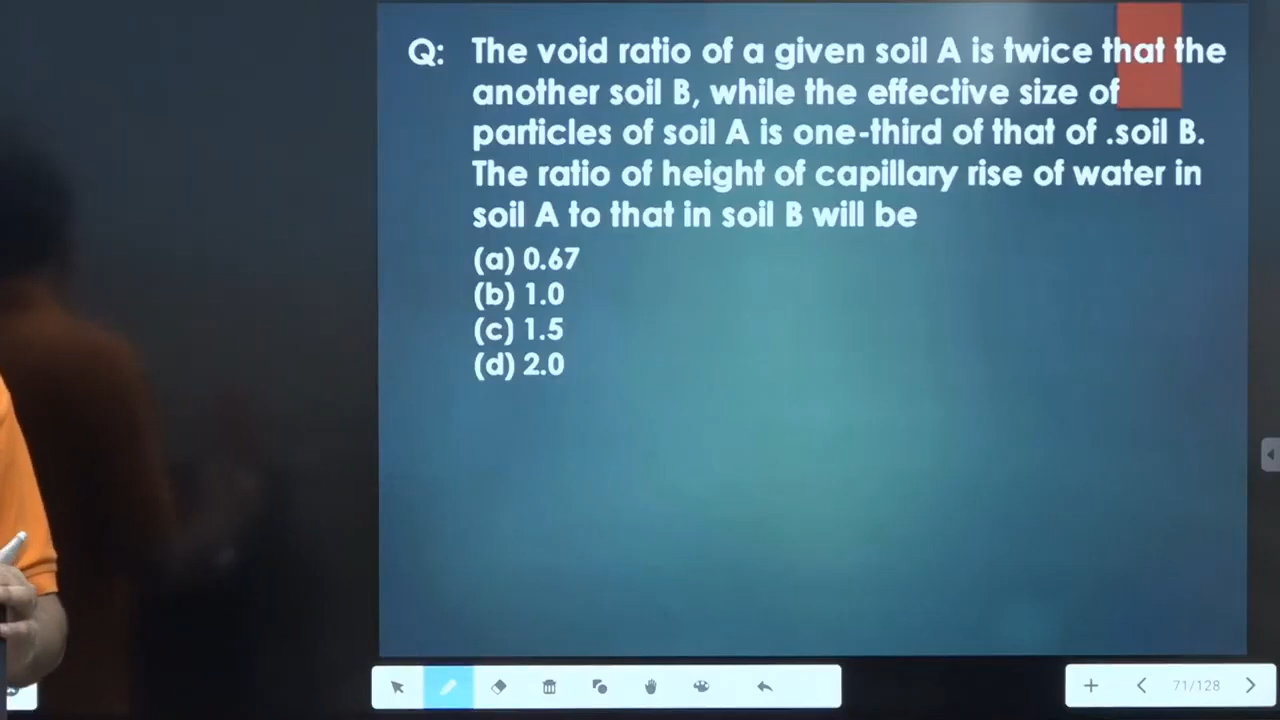 Q: The void ratio of a given soil A is twice that the
another soil B, while the effective size of
particles of soil A is one-third of that of .soil B.
The ratio of height of capillary rise of water in
soil A to that in soil B will be
(a) 0.67
(b) 1.0
(c) 1.5
(d) 2.0
71/128